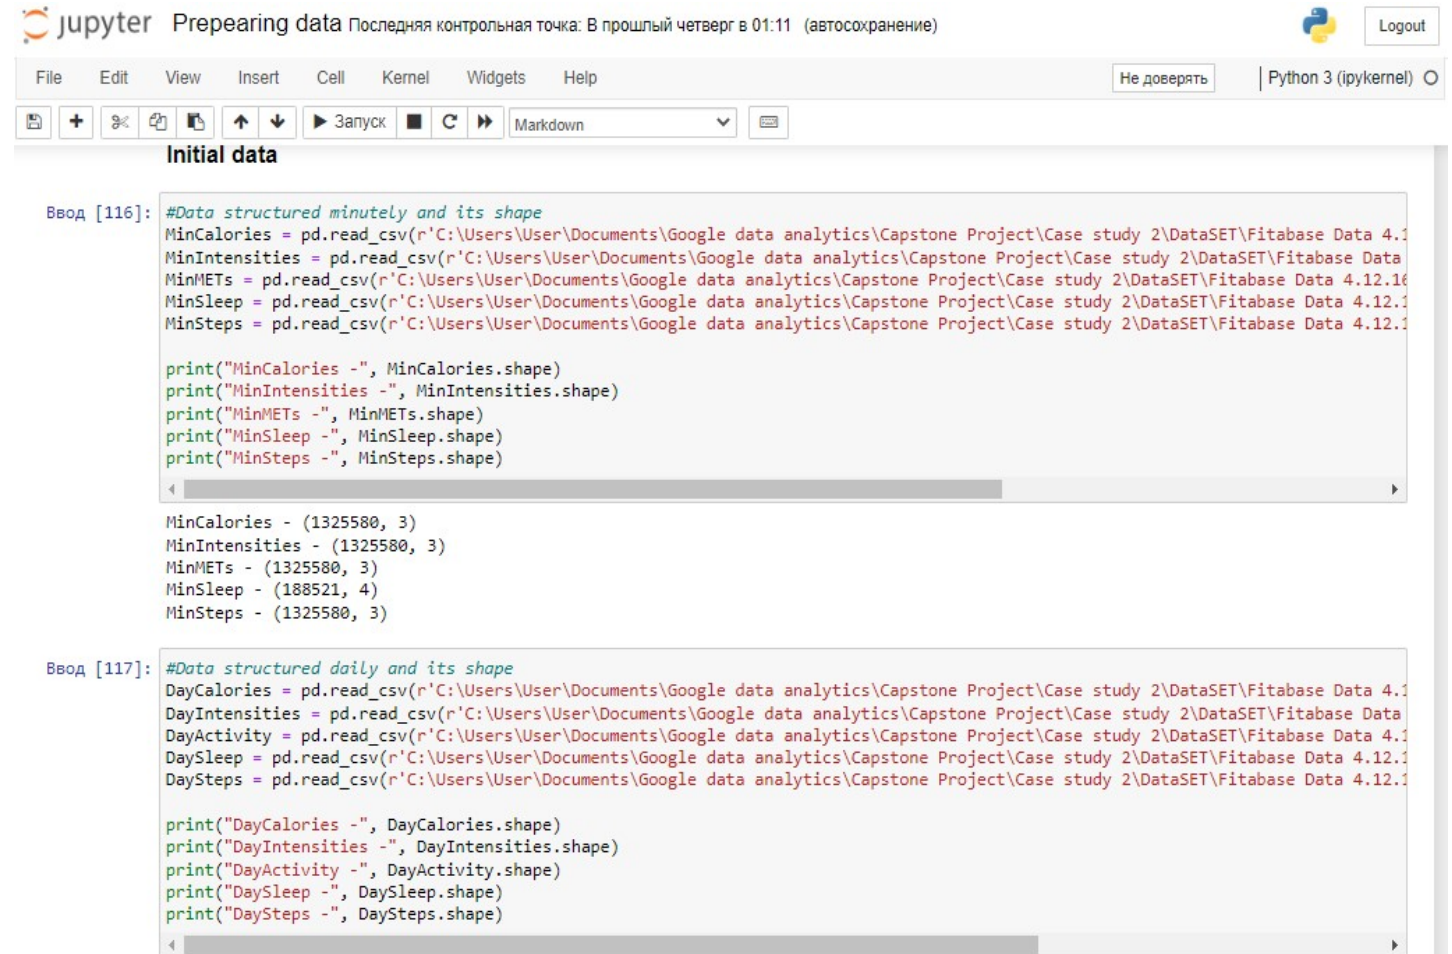 jupyter Prepearing data Последняя контрольная точка: В прошлый четверг в 01:11 (автосохранение)
Logout
File Edit View Insert Cell Kernel Widgets Help Не доверять Python 3 (ipykernel)
Запуск Markdown
Initial data
Ввод [116]: #Data structured minutely and its shape
MinCalories = pd.read_csv(r'C:\Users\User\Documents\Google data analytics\Capstone Project\Case study 2\DataSET\Fitabase Data 4.1
MinIntensities = pd.read_csv(r'C:\Users\User\Documents\Google data analytics\Capstone Project\Case study 2\DataSET\Fitabase Data
MinMETs = pd.read_csv(r'C:\Users\User\Documents\Google data analytics\Capstone Project\Case study 2\DataSET\Fitabase Data 4.12.16
MinSleep = pd.read_csv(r'C:\Users\User\Documents\Google data analytics\Capstone Project\Case study 2\DataSET\Fitabase Data 4.12.1
MinSteps = pd.read_csv(r'C:\Users\User\Documents\Google data analytics\Capstone Project\Case study 2\DataSET\Fitabase Data 4.12.1
print("MinCalories -", MinCalories.shape)
print("MinIntensities -", MinIntensities.shape)
print("MinMETs -", MinMETs.shape)
print("MinSleep -", MinSleep.shape)
print("MinSteps -", MinSteps.shape)
MinCalories - (1325580, 3)
MinIntensities - (1325580, 3)
MinMETs - (1325580, 3)
MinSleep - (188521, 4)
MinSteps - (1325580, 3)
Ввод [117]: #Data structured daily and its shape
DayCalories = pd.read_csv(r'C:\Users\User\Documents\Google data analytics\Capstone Project\Case study 2\DataSET\Fitabase Data 4.1
DayIntensities = pd.read_csv(r'C:\Users\User\Documents\Google data analytics\Capstone Project\Case study 2\DataSET\Fitabase Data
DayActivity = pd.read_csv(r'C:\Users\User\Documents\Google data analytics\Capstone Project\Case study 2\DataSET\Fitabase Data 4.1
DaySleep = pd.read_csv(r'C:\Users\User\Documents\Google data analytics\Capstone Project\Case study 2\DataSET\Fitabase Data 4.12.1
DaySteps = pd.read_csv(r'C:\Users\User\Documents\Google data analytics\Capstone Project\Case study 2\DataSET\Fitabase Data 4.12.1
print("DayCalories -", DayCalories.shape)
print("DayIntensities -", DayIntensities.shape)
print("DayActivity -", DayActivity.shape)
print("DaySleep -", DaySleep.shape)
print("DaySteps -", DaySteps.shape)